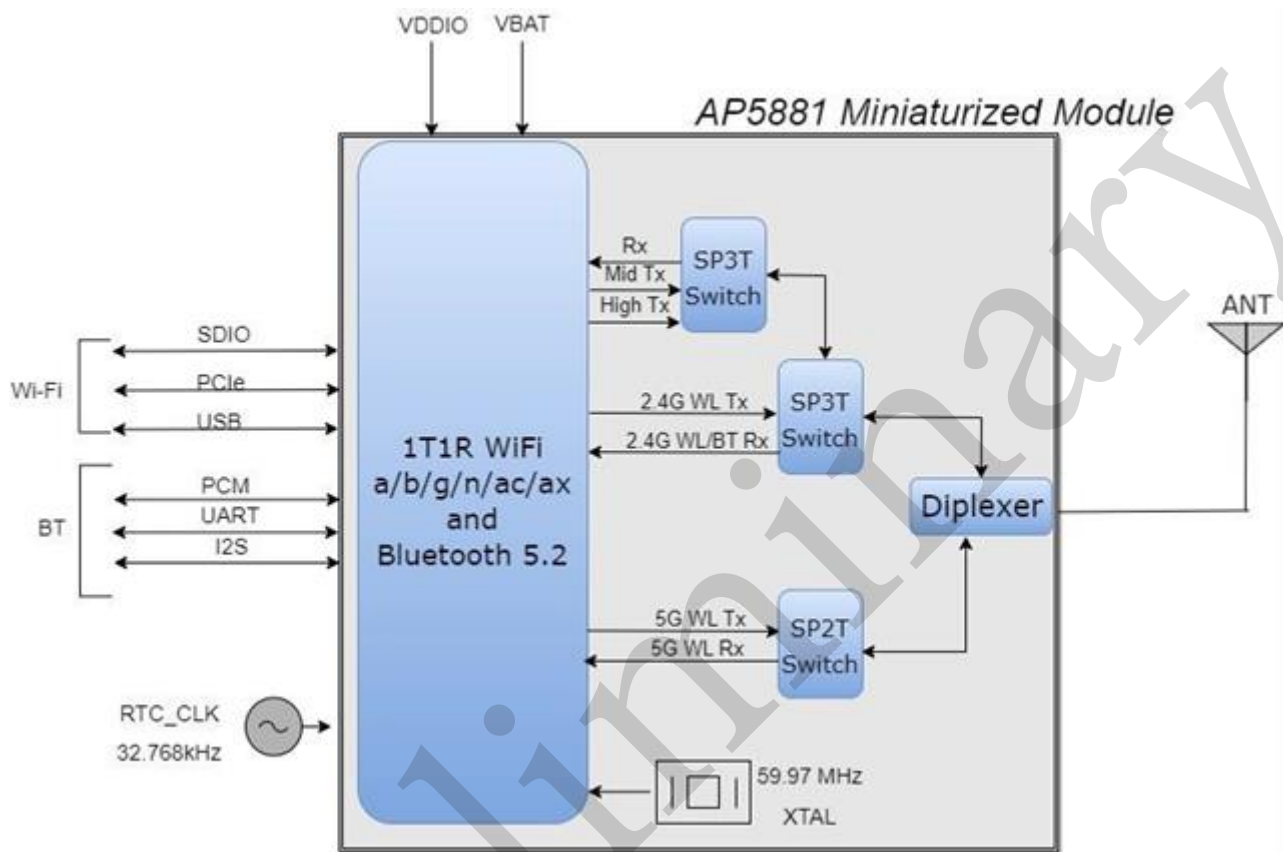 VDDIO
VBAT
AP5881 Miniaturized Module
Rx
Mid Tx
High Tx
SP3T
Switch
ANT
SDIO
Wi-Fi
PCIe
USB
2.4G WL Tx
2.4G WL/BT Rx
SP3T
Switch
1T1R WiFi
a/b/g/n/ac/ax
and
Bluetooth 5.2
Diplexer
PCM
BT
UART
I2S
5G WL Tx
5G WL Rx
SP2T
Switch
RTC_CLK
32.768kHz
59.97 MHz
XTAL
liminary